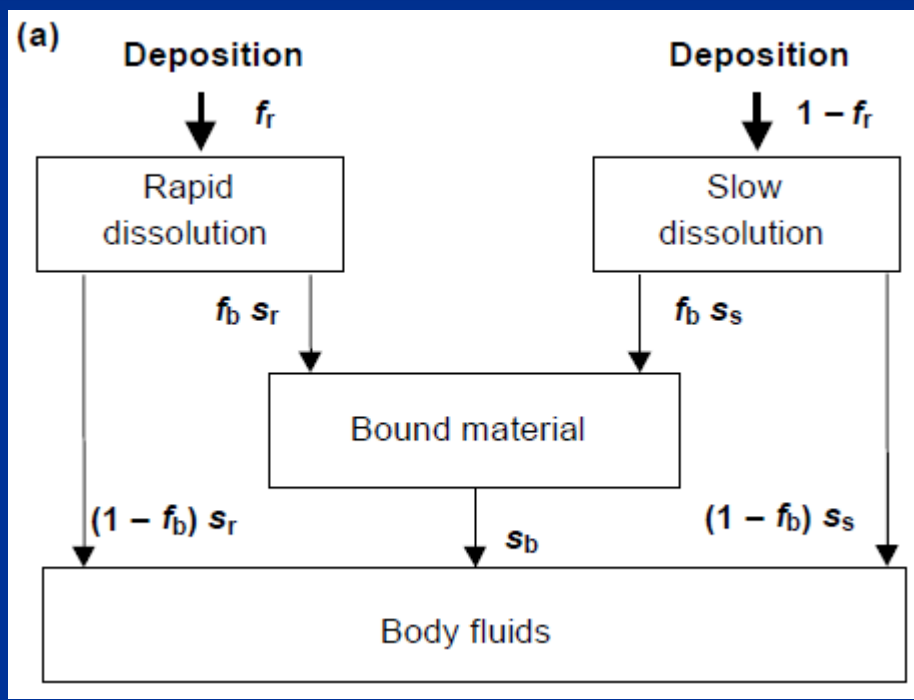 (a)
Deposition
Deposition
fr
1 – fr
Rapid
dissolution
Slow
dissolution
fb sr
fb ss
Bound material
(1 – fb) sr
sb
(1 – fb) ss
Body fluids